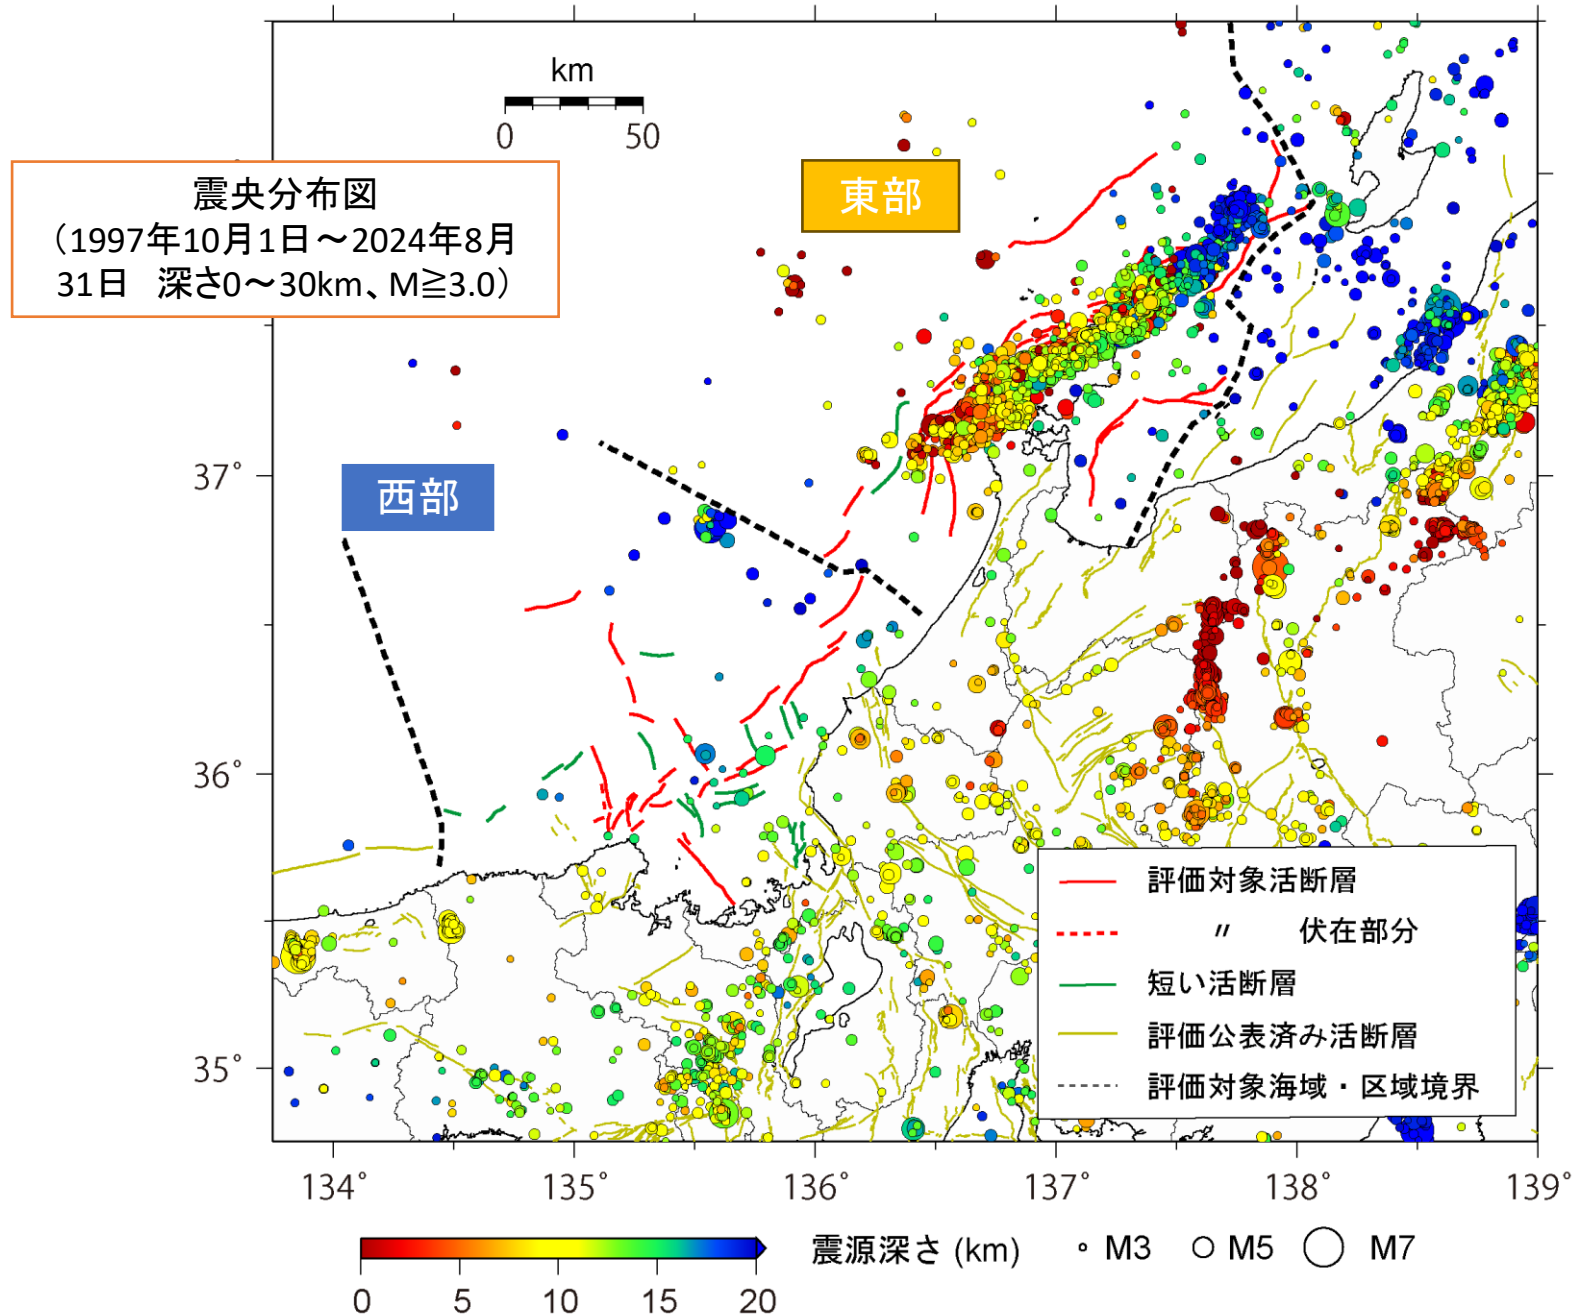 km
0 50
震央分布図
(1997年10月1日～2024年8月
31日 深さ0～30km、M≧3.0)
東部
西部
37°
36°
35°
評価対象活断層
〃 伏在部分
短い活断層
評価公表済み活断層
評価対象海域・区域境界
134° 135° 136° 137° 138° 139°
震源深さ (km) M3 M5 M7
0 5 10 15 20